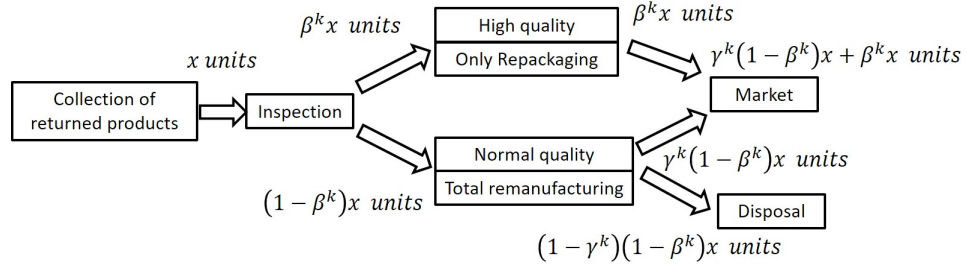 Collection of
returned products
x units
Inspection
β^k x units
High quality
Only Repackaging
β^k x units
(1 − β^k)x units
Normal quality
Total remanufacturing
γ^k(1 − β^k)x + β^k x units
Market
γ^k(1 − β^k)x units
Disposal
(1 − γ^k)(1 − β^k)x units